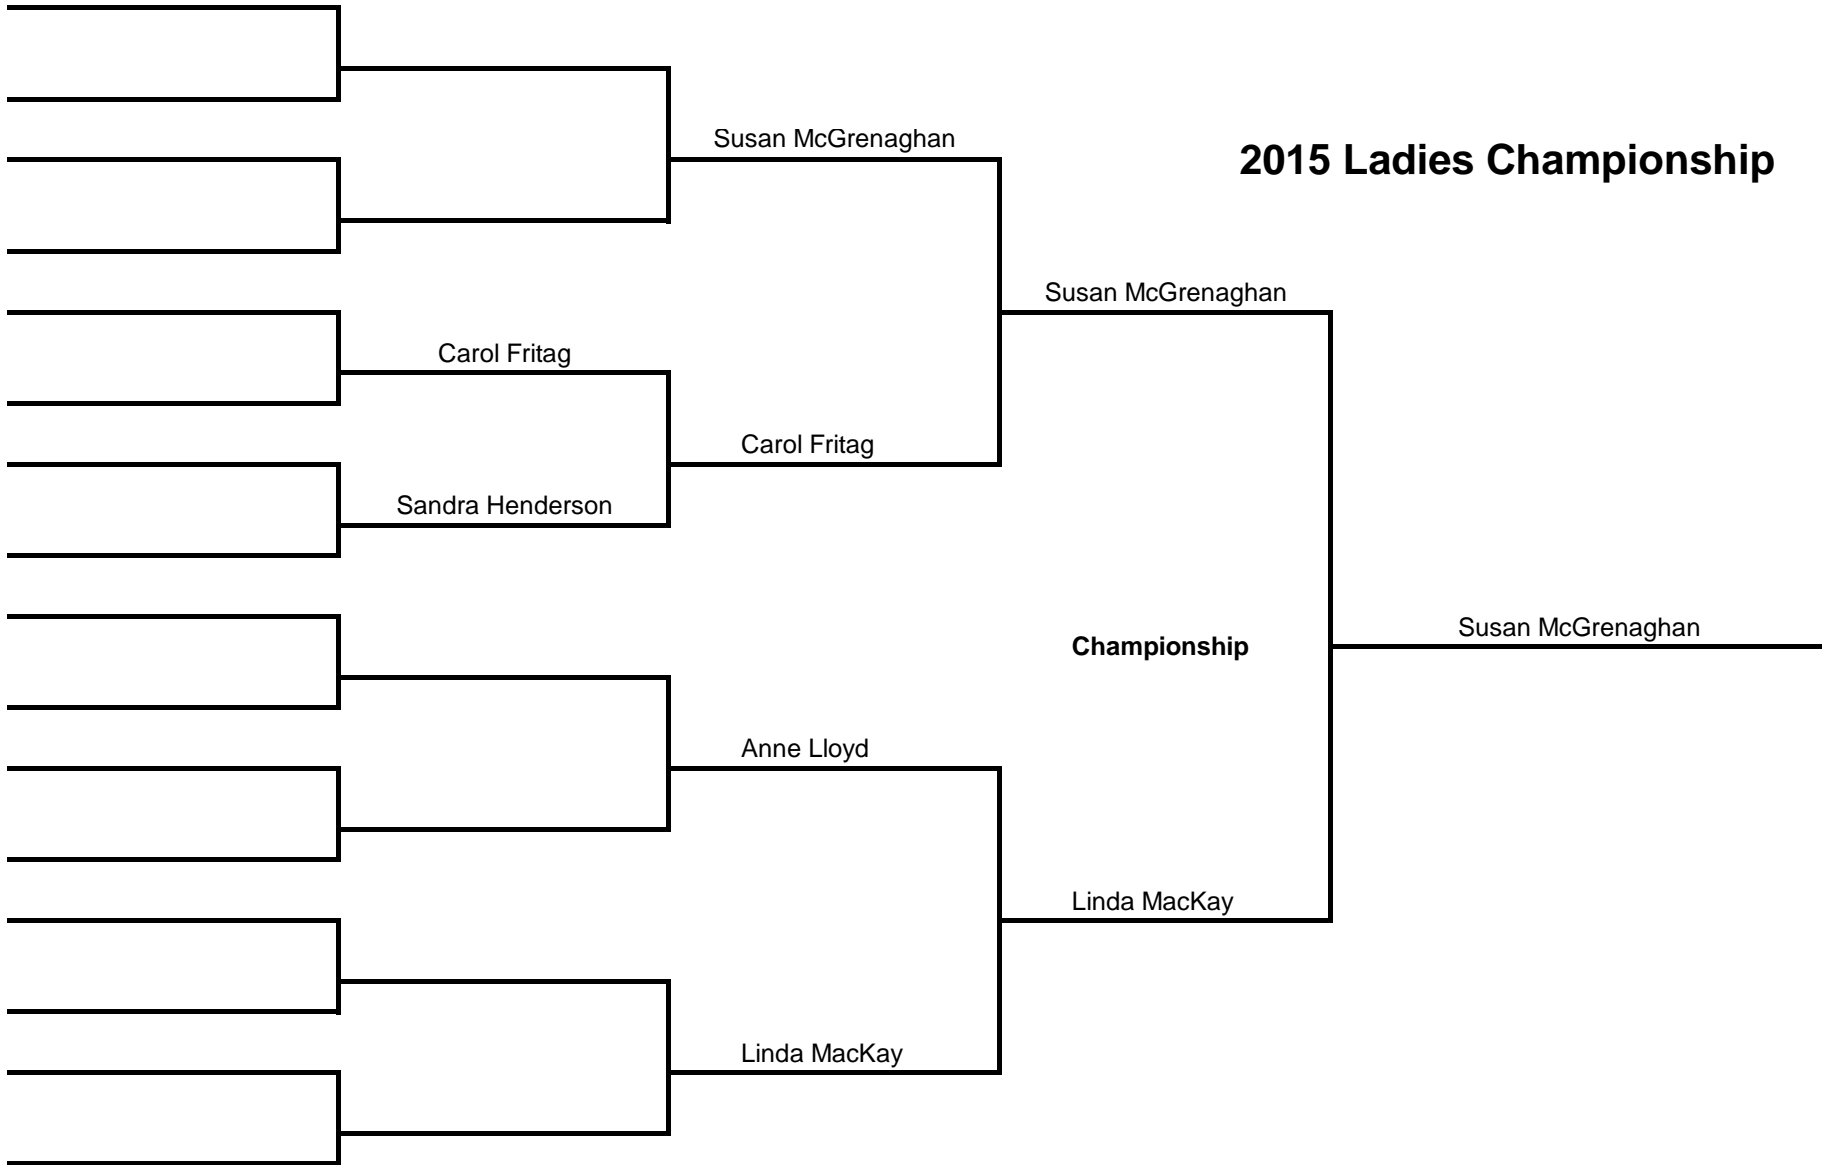 Susan McGrenaghan
2015 Ladies Championship
Susan McGrenaghan
Carol Fritag
Carol Fritag
Sandra Henderson
Susan McGrenaghan
Championship
Anne Lloyd
Linda MacKay
Linda MacKay